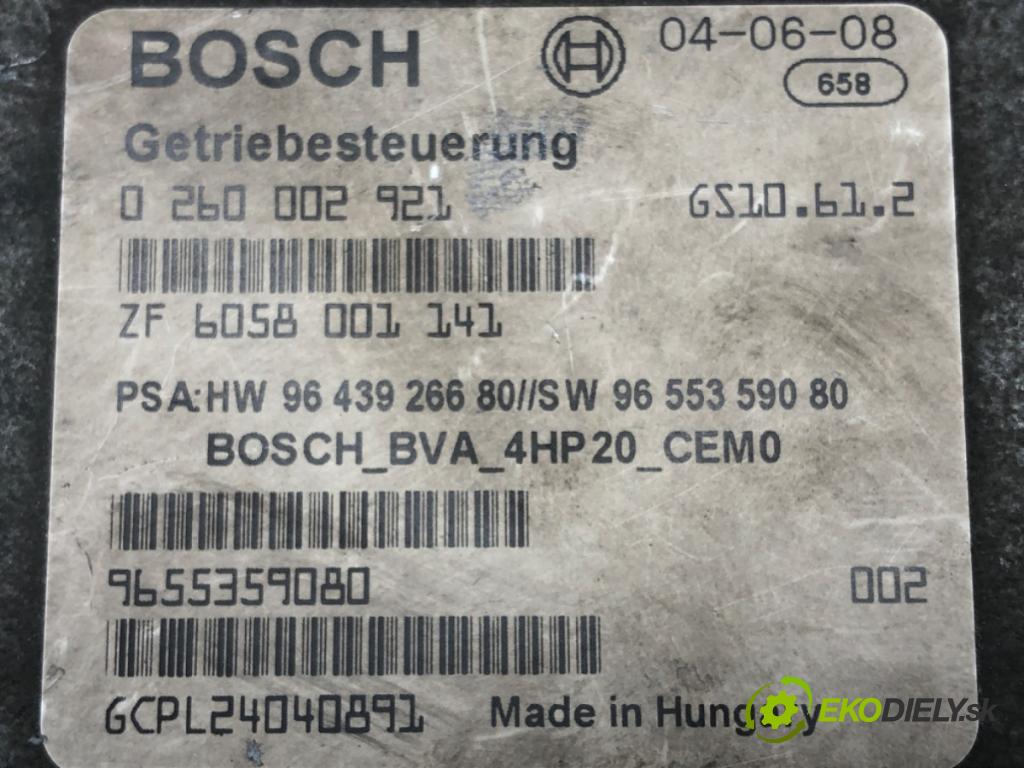 BOSCH 04-06-08
658
Getriebesteuerung
0 260 002 921 GS10.61.2
ZF 6058 001 141
PSA:HW 96 439 266 80//SW 96 553 590 80
BOSCH_BVA_4HP20_CEM0
9655359080 002
GCPL24040891 Made in Hungary
EKODIELY.sk